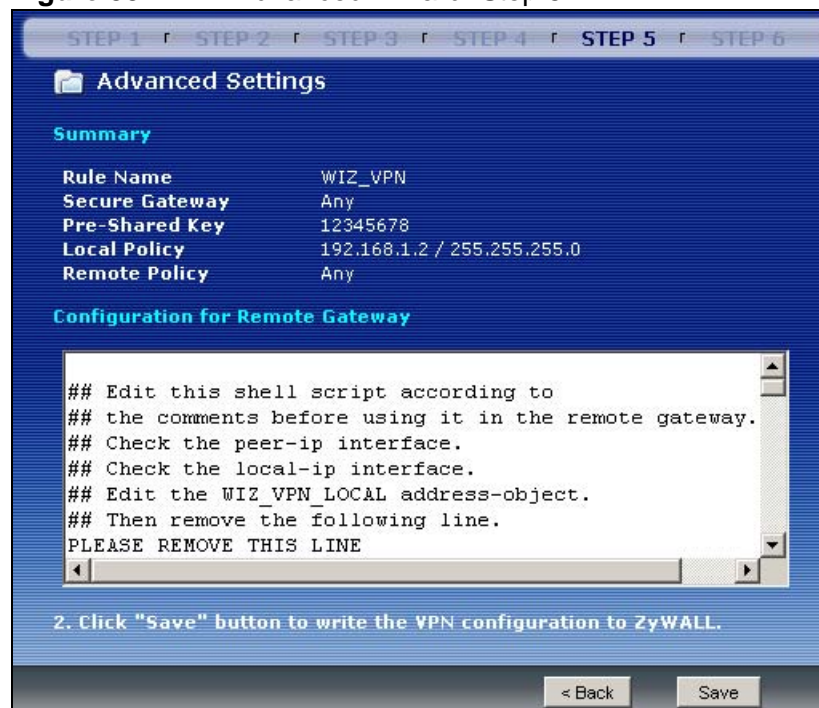 STEP 1 STEP 2 STEP 3 STEP 4 STEP 5 STEP 6
Advanced Settings
Summary
Rule Name WIZ_VPN
Secure Gateway Any
Pre-Shared Key 12345678
Local Policy 192.168.1.2 / 255.255.255.0
Remote Policy Any
Configuration for Remote Gateway
## Edit this shell script according to
## the comments before using it in the remote gateway.
## Check the peer-ip interface.
## Check the local-ip interface.
## Edit the WIZ_VPN_LOCAL address-object.
## Then remove the following line.
PLEASE REMOVE THIS LINE
2. Click "Save" button to write the VPN configuration to ZyWALL.
< Back Save